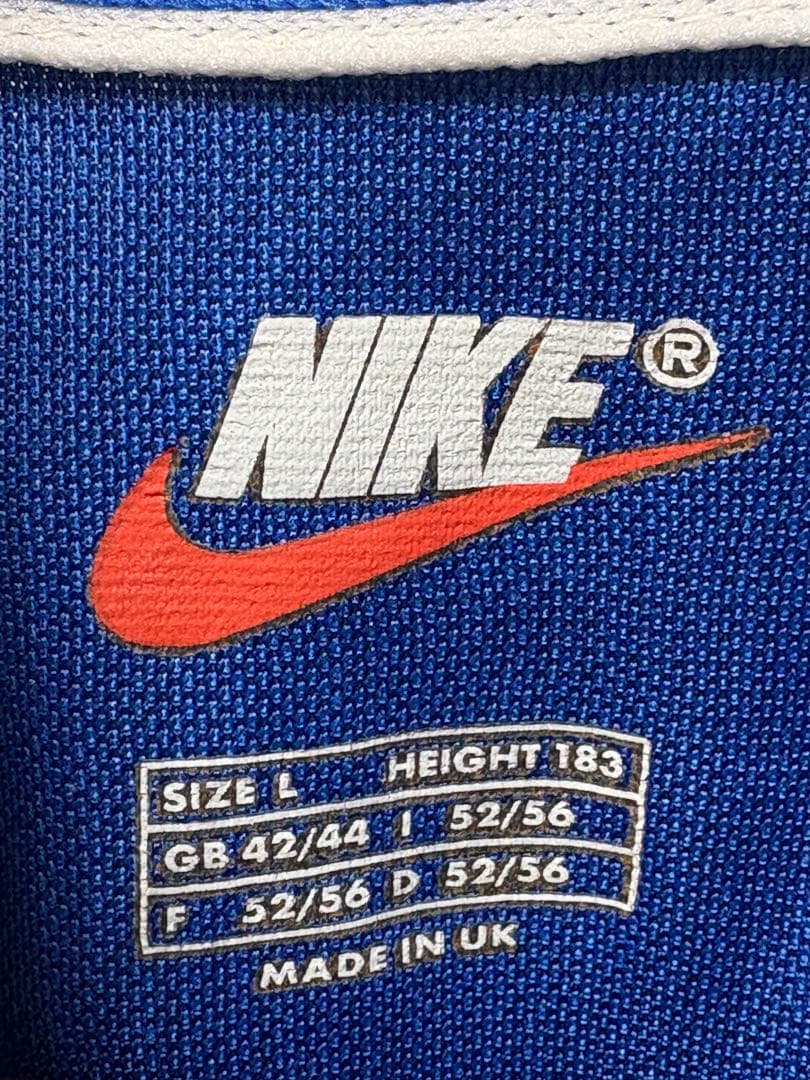 NIKE®
SIZE L HEIGHT 183
GB 42/44 I 52/56
F 52/56 D 52/56
MADE IN UK